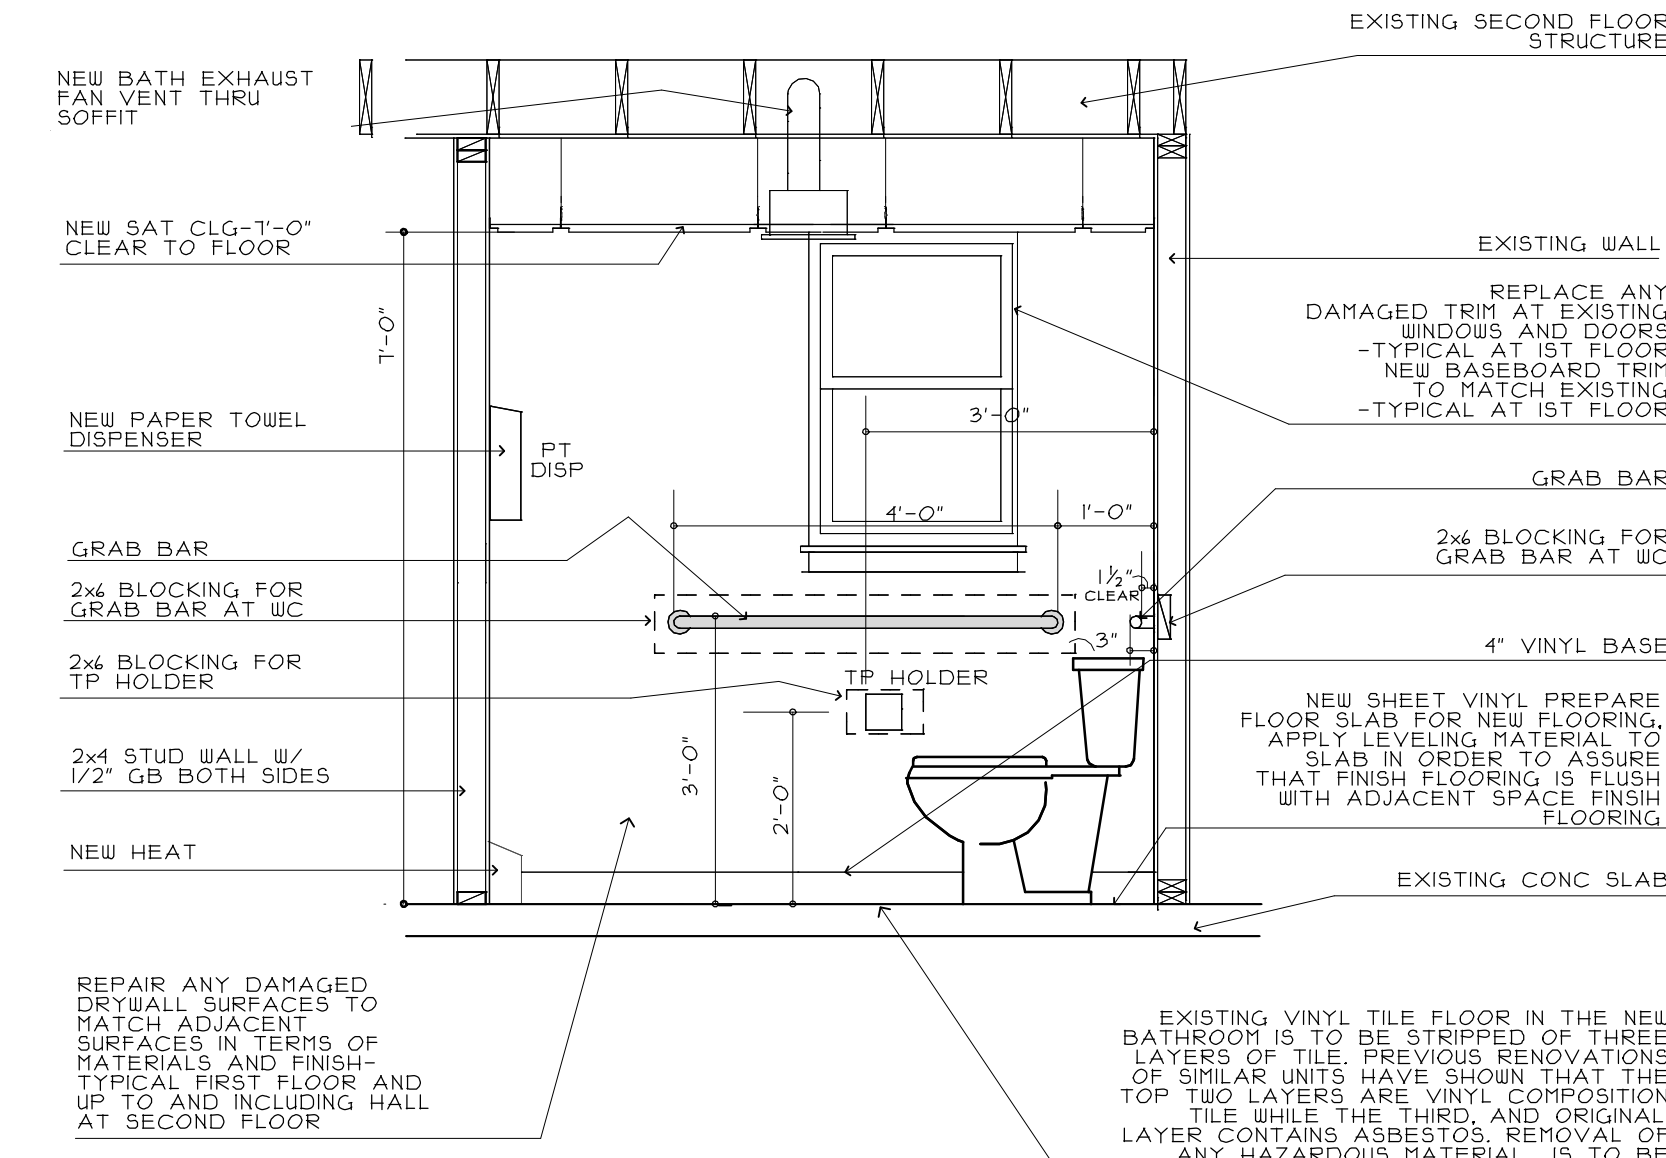 NEW BATH EXHAUST
FAN VENT THRU
SOFFIT
NEW SAT CLG-7'-0"
CLEAR TO FLOOR
7'-0"
NEW PAPER TOWEL
DISPENSER
PT
DISP
GRAB BAR
2x6 BLOCKING FOR
GRAB BAR AT WC
2x6 BLOCKING FOR
TP HOLDER
2x4 STUD WALL W/
1/2" GB BOTH SIDES
NEW HEAT
REPAIR ANY DAMAGED
DRYWALL SURFACES TO
MATCH ADJACENT
SURFACES IN TERMS OF
MATERIALS AND FINISH-
TYPICAL FIRST FLOOR AND
UP TO AND INCLUDING HALL
AT SECOND FLOOR
3'-0"
4'-0"
1'-0"
1 1/2"
CLEAR
3"
TP HOLDER
3'-0"
2'-0"
EXISTING SECOND FLOOR
STRUCTURE
EXISTING WALL
REPLACE ANY
DAMAGED TRIM AT EXISTING
WINDOWS AND DOORS
-TYPICAL AT 1ST FLOOR
NEW BASEBOARD TRIM
TO MATCH EXISTING
-TYPICAL AT 1ST FLOOR
GRAB BAR
2x6 BLOCKING FOR
GRAB BAR AT WC
4" VINYL BASE
NEW SHEET VINYL PREPARE
FLOOR SLAB FOR NEW FLOORING,
APPLY LEVELING MATERIAL TO
SLAB IN ORDER TO ASSURE
THAT FINISH FLOORING IS FLUSH
WITH ADJACENT SPACE FINSIH
FLOORING
EXISTING CONC SLAB
EXISTING VINYL TILE FLOOR IN THE NEW
BATHROOM IS TO BE STRIPPED OF THREE
LAYERS OF TILE. PREVIOUS RENOVATIONS
OF SIMILAR UNITS HAVE SHOWN THAT THE
TOP TWO LAYERS ARE VINYL COMPOSITION
TILE WHILE THE THIRD, AND ORIGINAL
LAYER CONTAINS ASBESTOS. REMOVAL OF
ANY HAZARDOUS MATERIAL IS TO BE